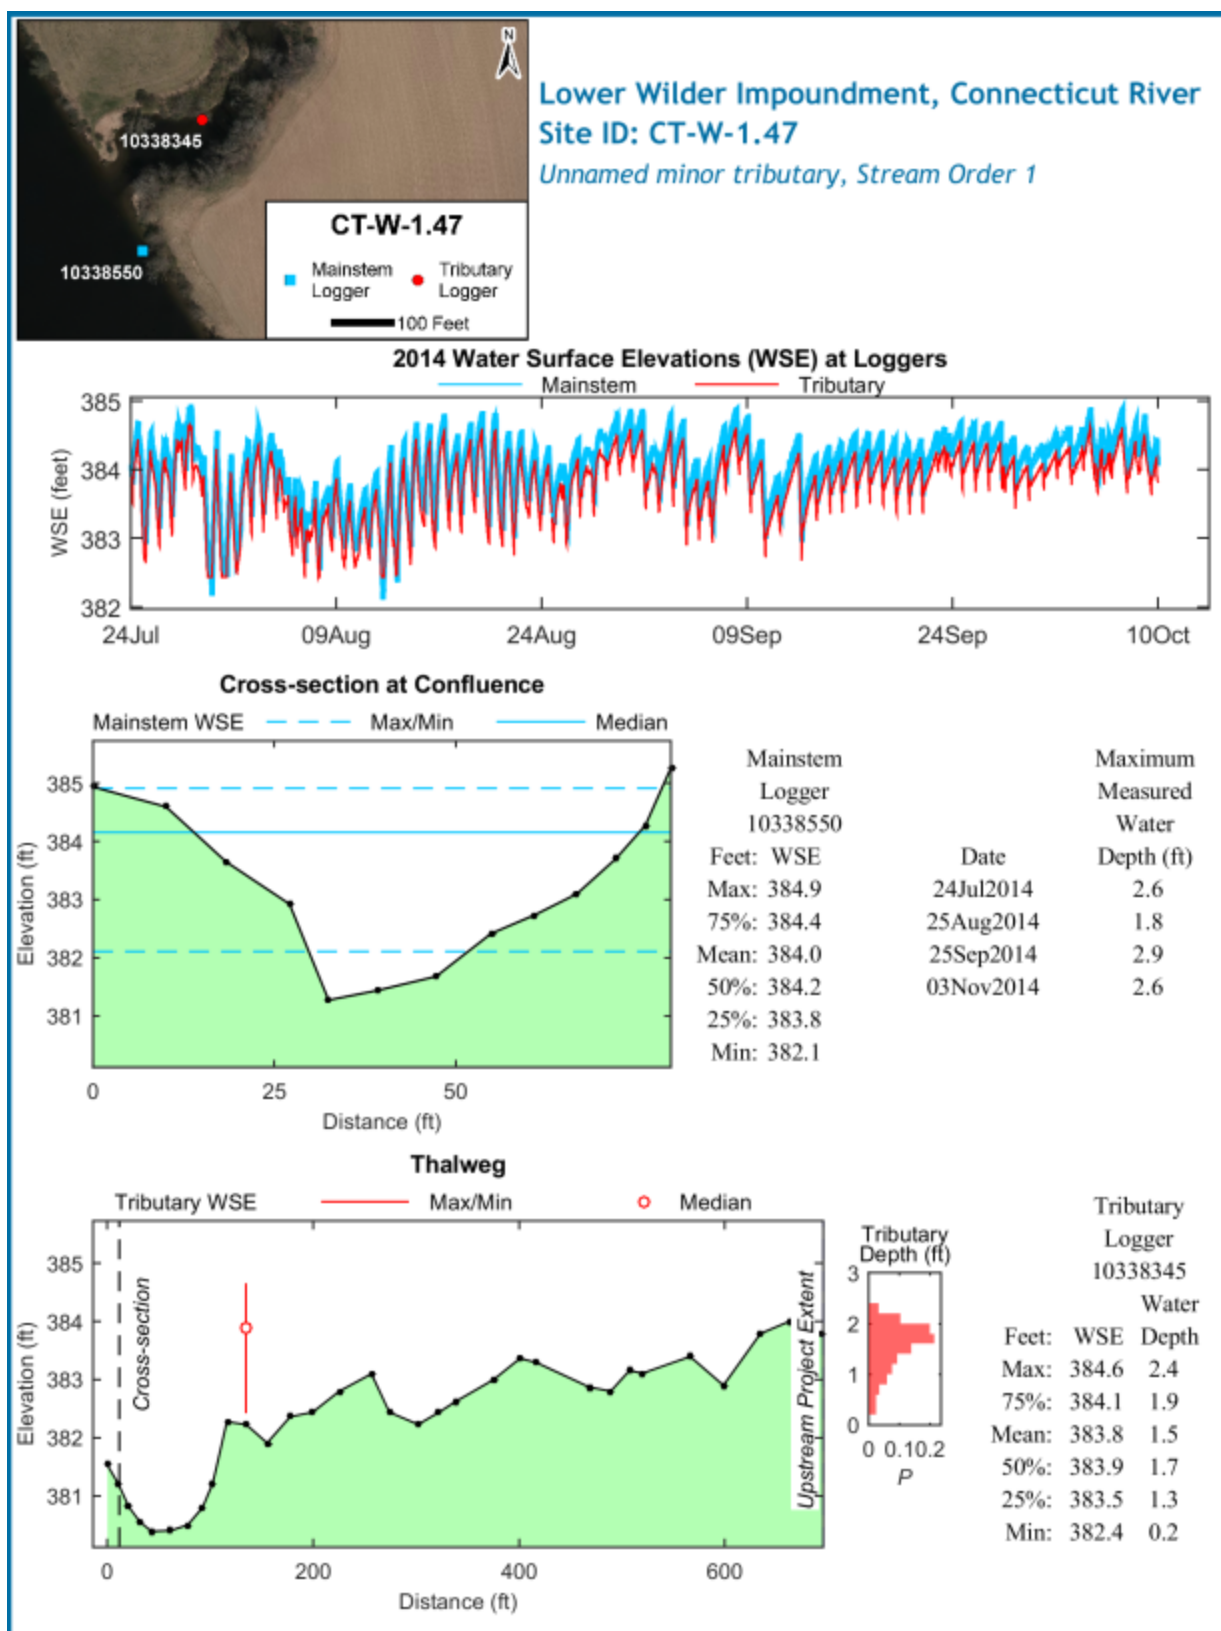 N
10338345
10338550
CT-W-1.47
Mainstem Logger
Tributary Logger
100 Feet
Lower Wilder Impoundment, Connecticut River
Site ID: CT-W-1.47
Unnamed minor tributary, Stream Order 1
2014 Water Surface Elevations (WSE) at Loggers
Mainstem Tributary
WSE (feet)
385
384
383
382
24Jul 09Aug 24Aug 09Sep 24Sep 10Oct
Cross-section at Confluence
Mainstem WSE Max/Min Median
Elevation (ft)
385
384
383
382
381
0 25 50
Distance (ft)
Mainstem
Logger
10338550
Feet: WSE
Max: 384.9
75%: 384.4
Mean: 384.0
50%: 384.2
25%: 383.8
Min: 382.1
Maximum
Measured
Water
Date Depth (ft)
24Jul2014 2.6
25Aug2014 1.8
25Sep2014 2.9
03Nov2014 2.6
Thalweg
Tributary WSE Max/Min Median
Elevation (ft)
385
384
383
382
381
Cross-section
Upstream Project Extent
0 200 400 600
Distance (ft)
Tributary
Depth (ft)
3
2
1
0
0 0.1 0.2
P
Tributary
Logger
10338345
Water
Feet: WSE Depth
Max: 384.6 2.4
75%: 384.1 1.9
Mean: 383.8 1.5
50%: 383.9 1.7
25%: 383.5 1.3
Min: 382.4 0.2